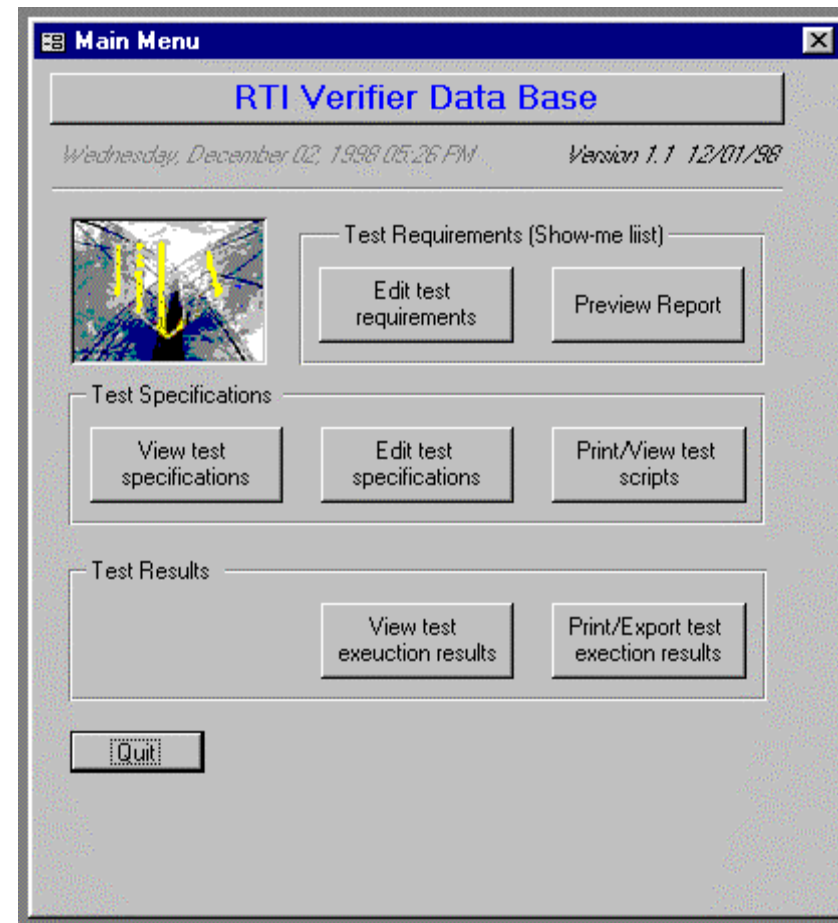 Main Menu
RTI Verifier Data Base
Wednesday, December 02, 1998 05:26 PM
Version 1.1 12/01/98
Test Requirements (Show-me liist)
Edit test
requirements
Preview Report
Test Specifications
View test
specifications
Edit test
specifications
Print/View test
scripts
Test Results
View test
exeuction results
Print/Export test
exection results
Quit